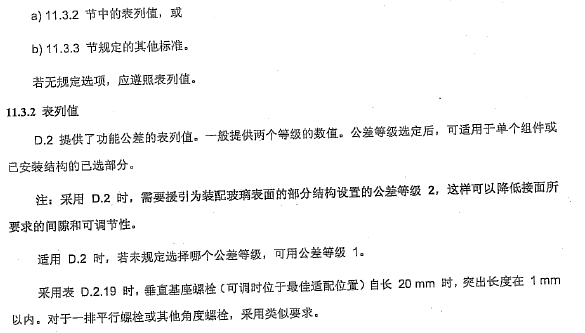 a) 11.3.2 节中的表列值，或
b) 11.3.3 节规定的其他标准。
若无规定选项，应遵照表列值。
11.3.2 表列值
D.2 提供了功能公差的表列值。一般提供两个等级的数值。公差等级选定后，可适用于单个组件或
已安装结构的已选部分。
注：采用 D.2 时，需要援引为装配玻璃表面的部分结构设置的公差等级 2，这样可以降低接面所
要求的间隙和可调节性。
适用 D.2 时，若未规定选择哪个公差等级，可用公差等级 1。
采用表 D.2.19 时，垂直基座螺栓（可调时位于最佳适配位置）自长 20 mm 时，突出长度在 1 mm
以内。对于一排平行螺栓或其他角度螺栓，采用类似要求。